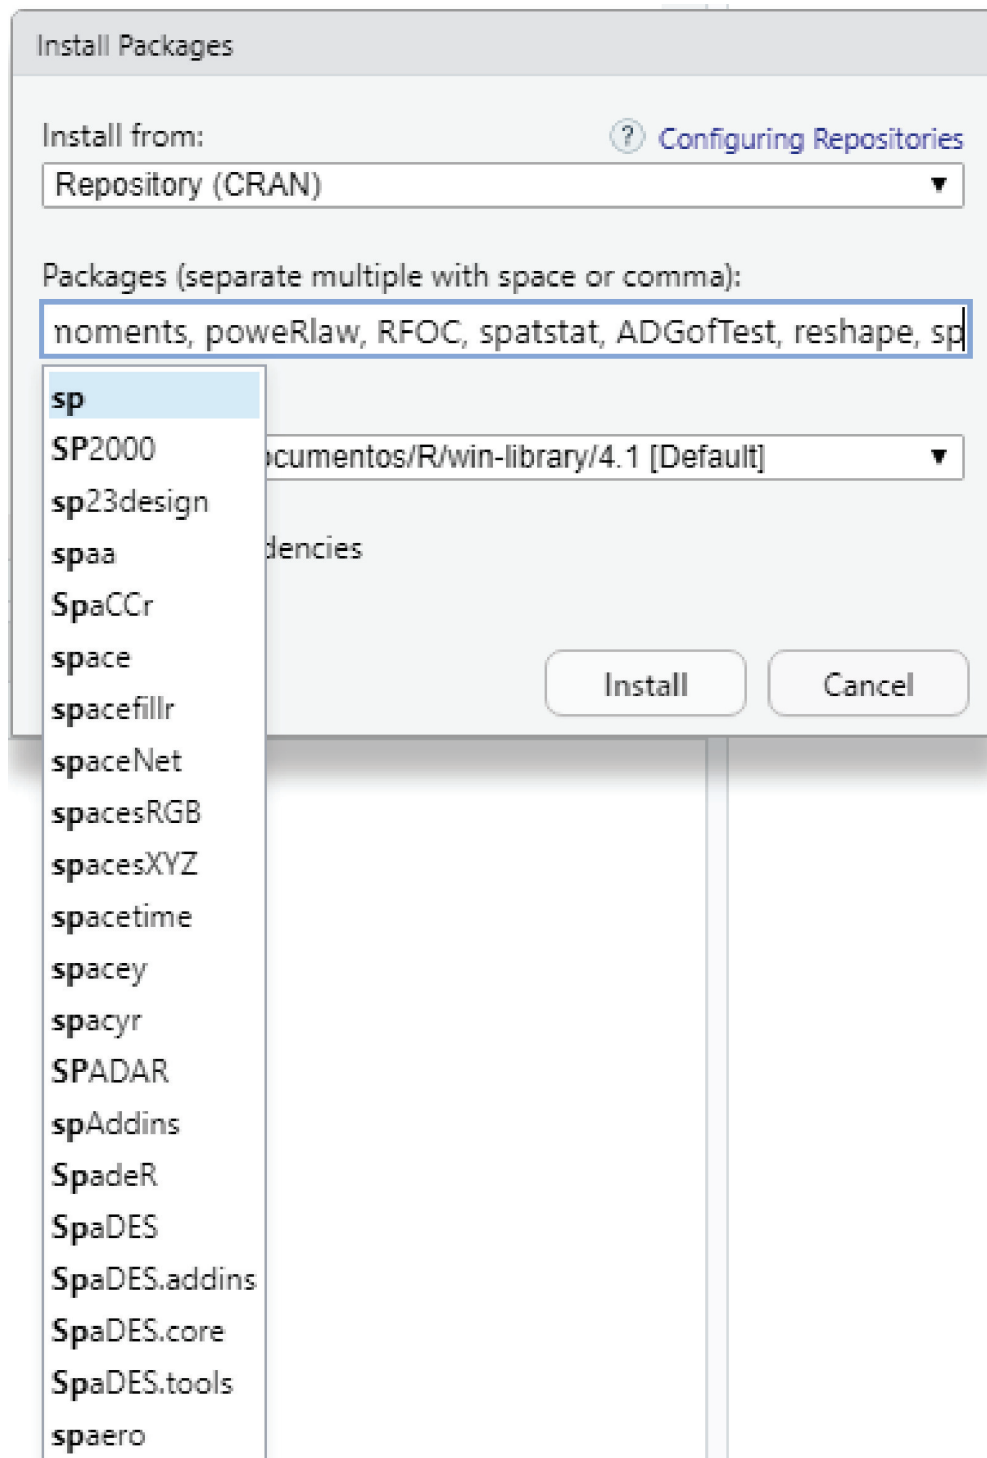 Install Packages
Install from:
? Configuring Repositories
Repository (CRAN)
Packages (separate multiple with space or comma):
moments, poweRlaw, RFOC, spatstat, ADGofTest, reshape, sp
sp
SP2000
ocumentos/R/win-library/4.1 [Default]
sp23design
spaa
dencies
SpaCCr
space
Install
Cancel
spacefillr
spaceNet
spacesRGB
spacesXYZ
spacetime
spacey
spacyr
SPADAR
spAddins
SpadeR
SpaDES
SpaDES.addins
SpaDES.core
SpaDES.tools
spaero